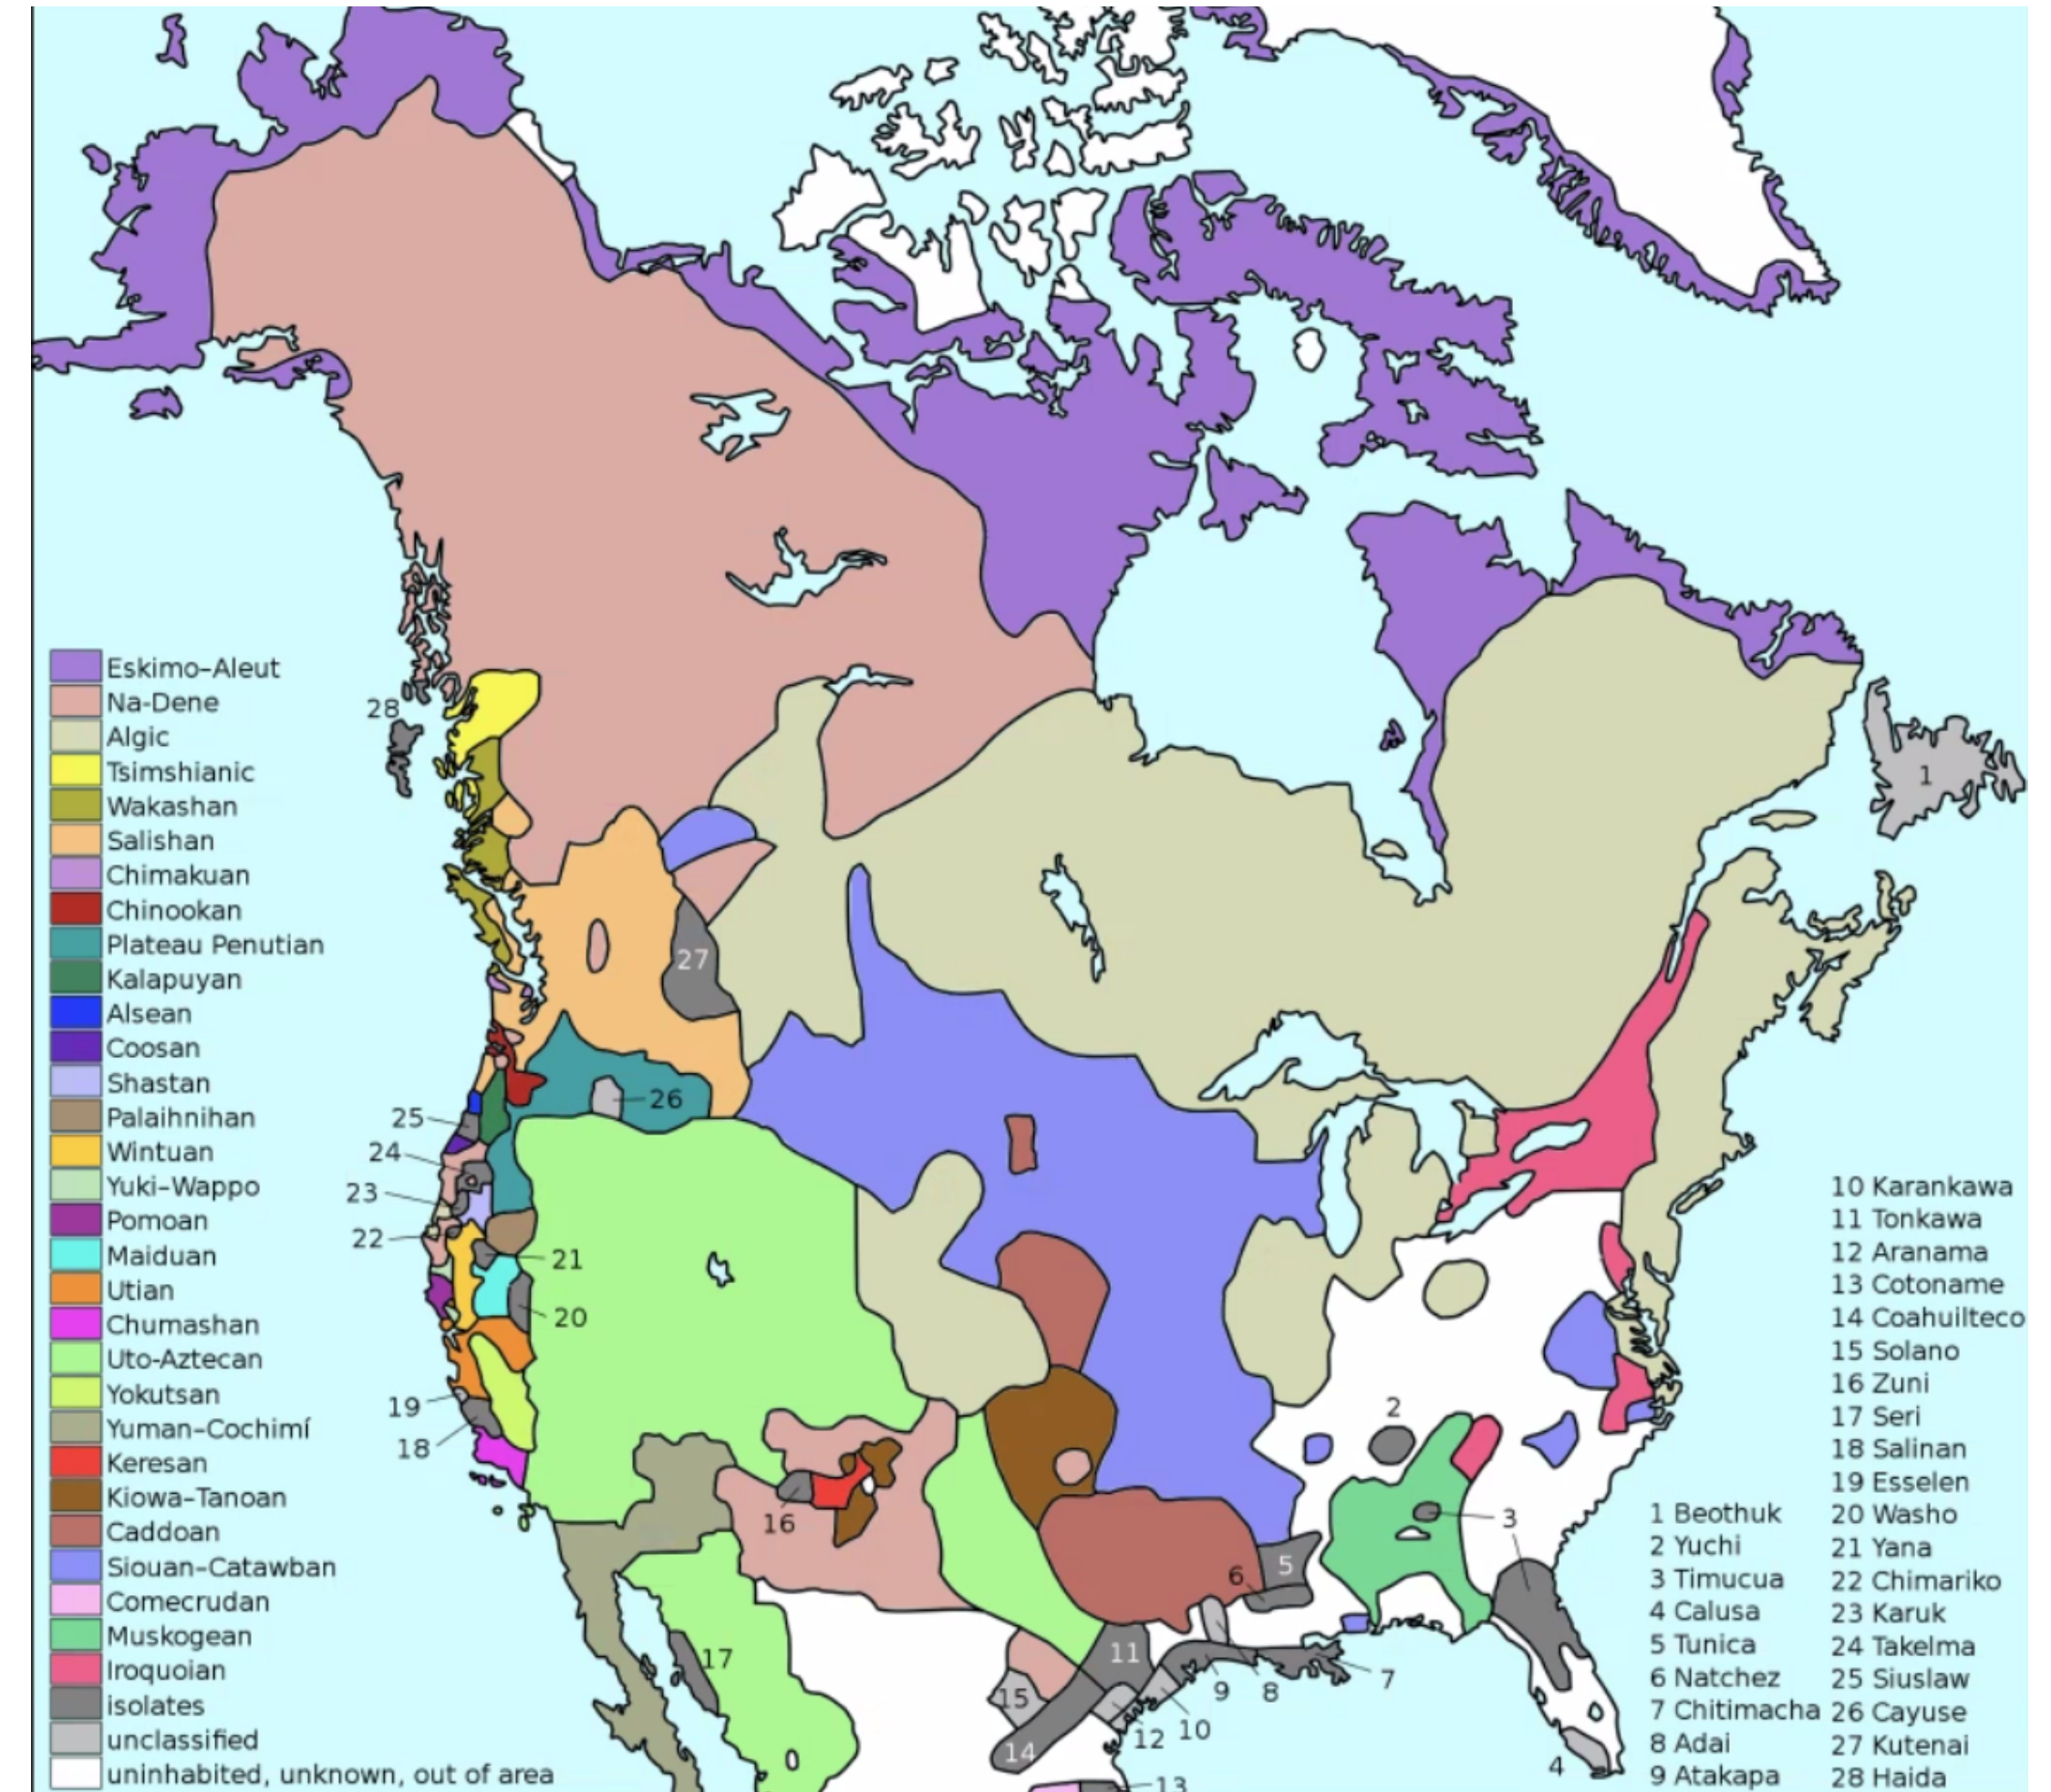 28
1
27
26
25
24
23
22
21
20
19
18
2
3
16
17
5
6
11
15
14
12
10
9
8
7
4
13
Eskimo–Aleut
Na-Dene
Algic
Tsimshianic
Wakashan
Salishan
Chimakuan
Chinookan
Plateau Penutian
Kalapuyan
Alsean
Coosan
Shastan
Palaihnihan
Wintuan
Yuki–Wappo
Pomoan
Maiduan
Utian
Chumashan
Uto-Aztecan
Yokutsan
Yuman–Cochimí
Keresan
Kiowa–Tanoan
Caddoan
Siouan–Catawban
Comecrudan
Muskogean
Iroquoian
isolates
unclassified
uninhabited, unknown, out of area
1 Beothuk
2 Yuchi
3 Timucua
4 Calusa
5 Tunica
6 Natchez
7 Chitimacha
8 Adai
9 Atakapa
10 Karankawa
11 Tonkawa
12 Aranama
13 Cotoname
14 Coahuilteco
15 Solano
16 Zuni
17 Seri
18 Salinan
19 Esselen
20 Washo
21 Yana
22 Chimariko
23 Karuk
24 Takelma
25 Siuslaw
26 Cayuse
27 Kutenai
28 Haida